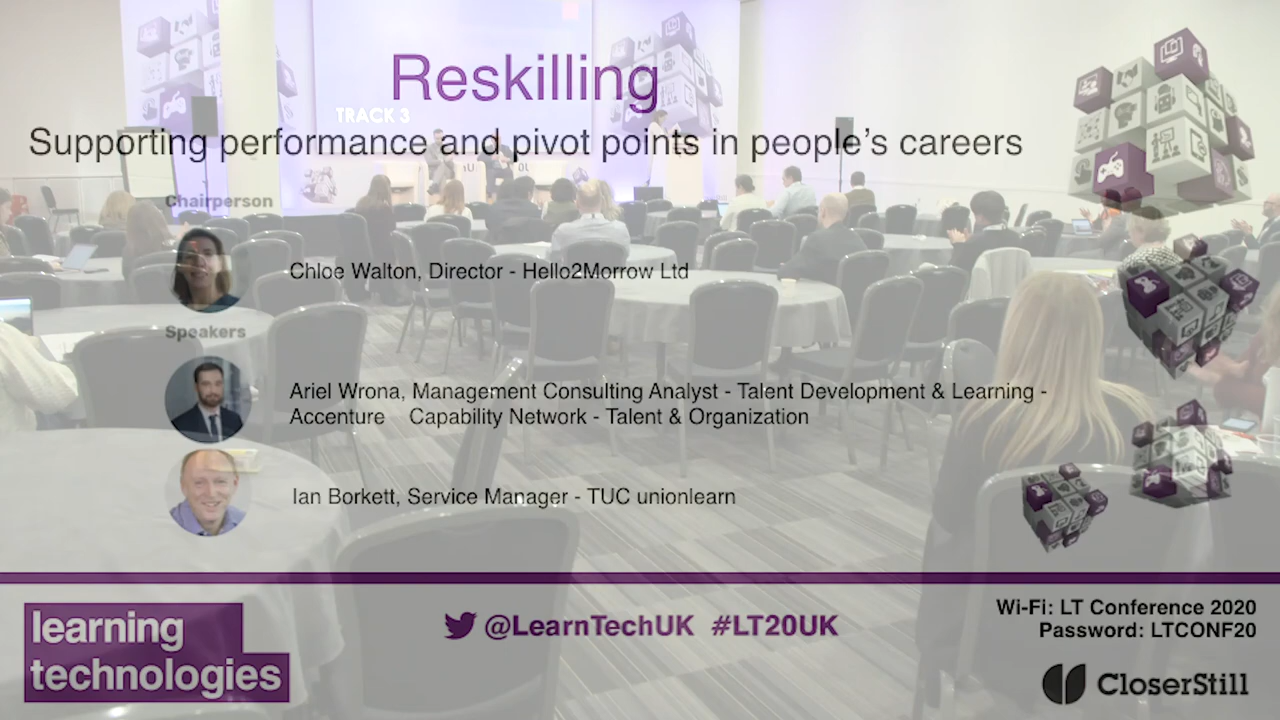 Reskilling
TRACK 3
Supporting performance and pivot points in people's careers
Chairperson
Chloe Walton, Director - Hello2Morrow Ltd
Speakers
Ariel Wrona, Management Consulting Analyst - Talent Development & Learning -
Accenture Capability Network - Talent & Organization
Ian Borkett, Service Manager - TUC unionlearn
learning
technologies
@LearnTechUK #LT20UK
Wi-Fi: LT Conference 2020
Password: LTCONF20
CloserStill